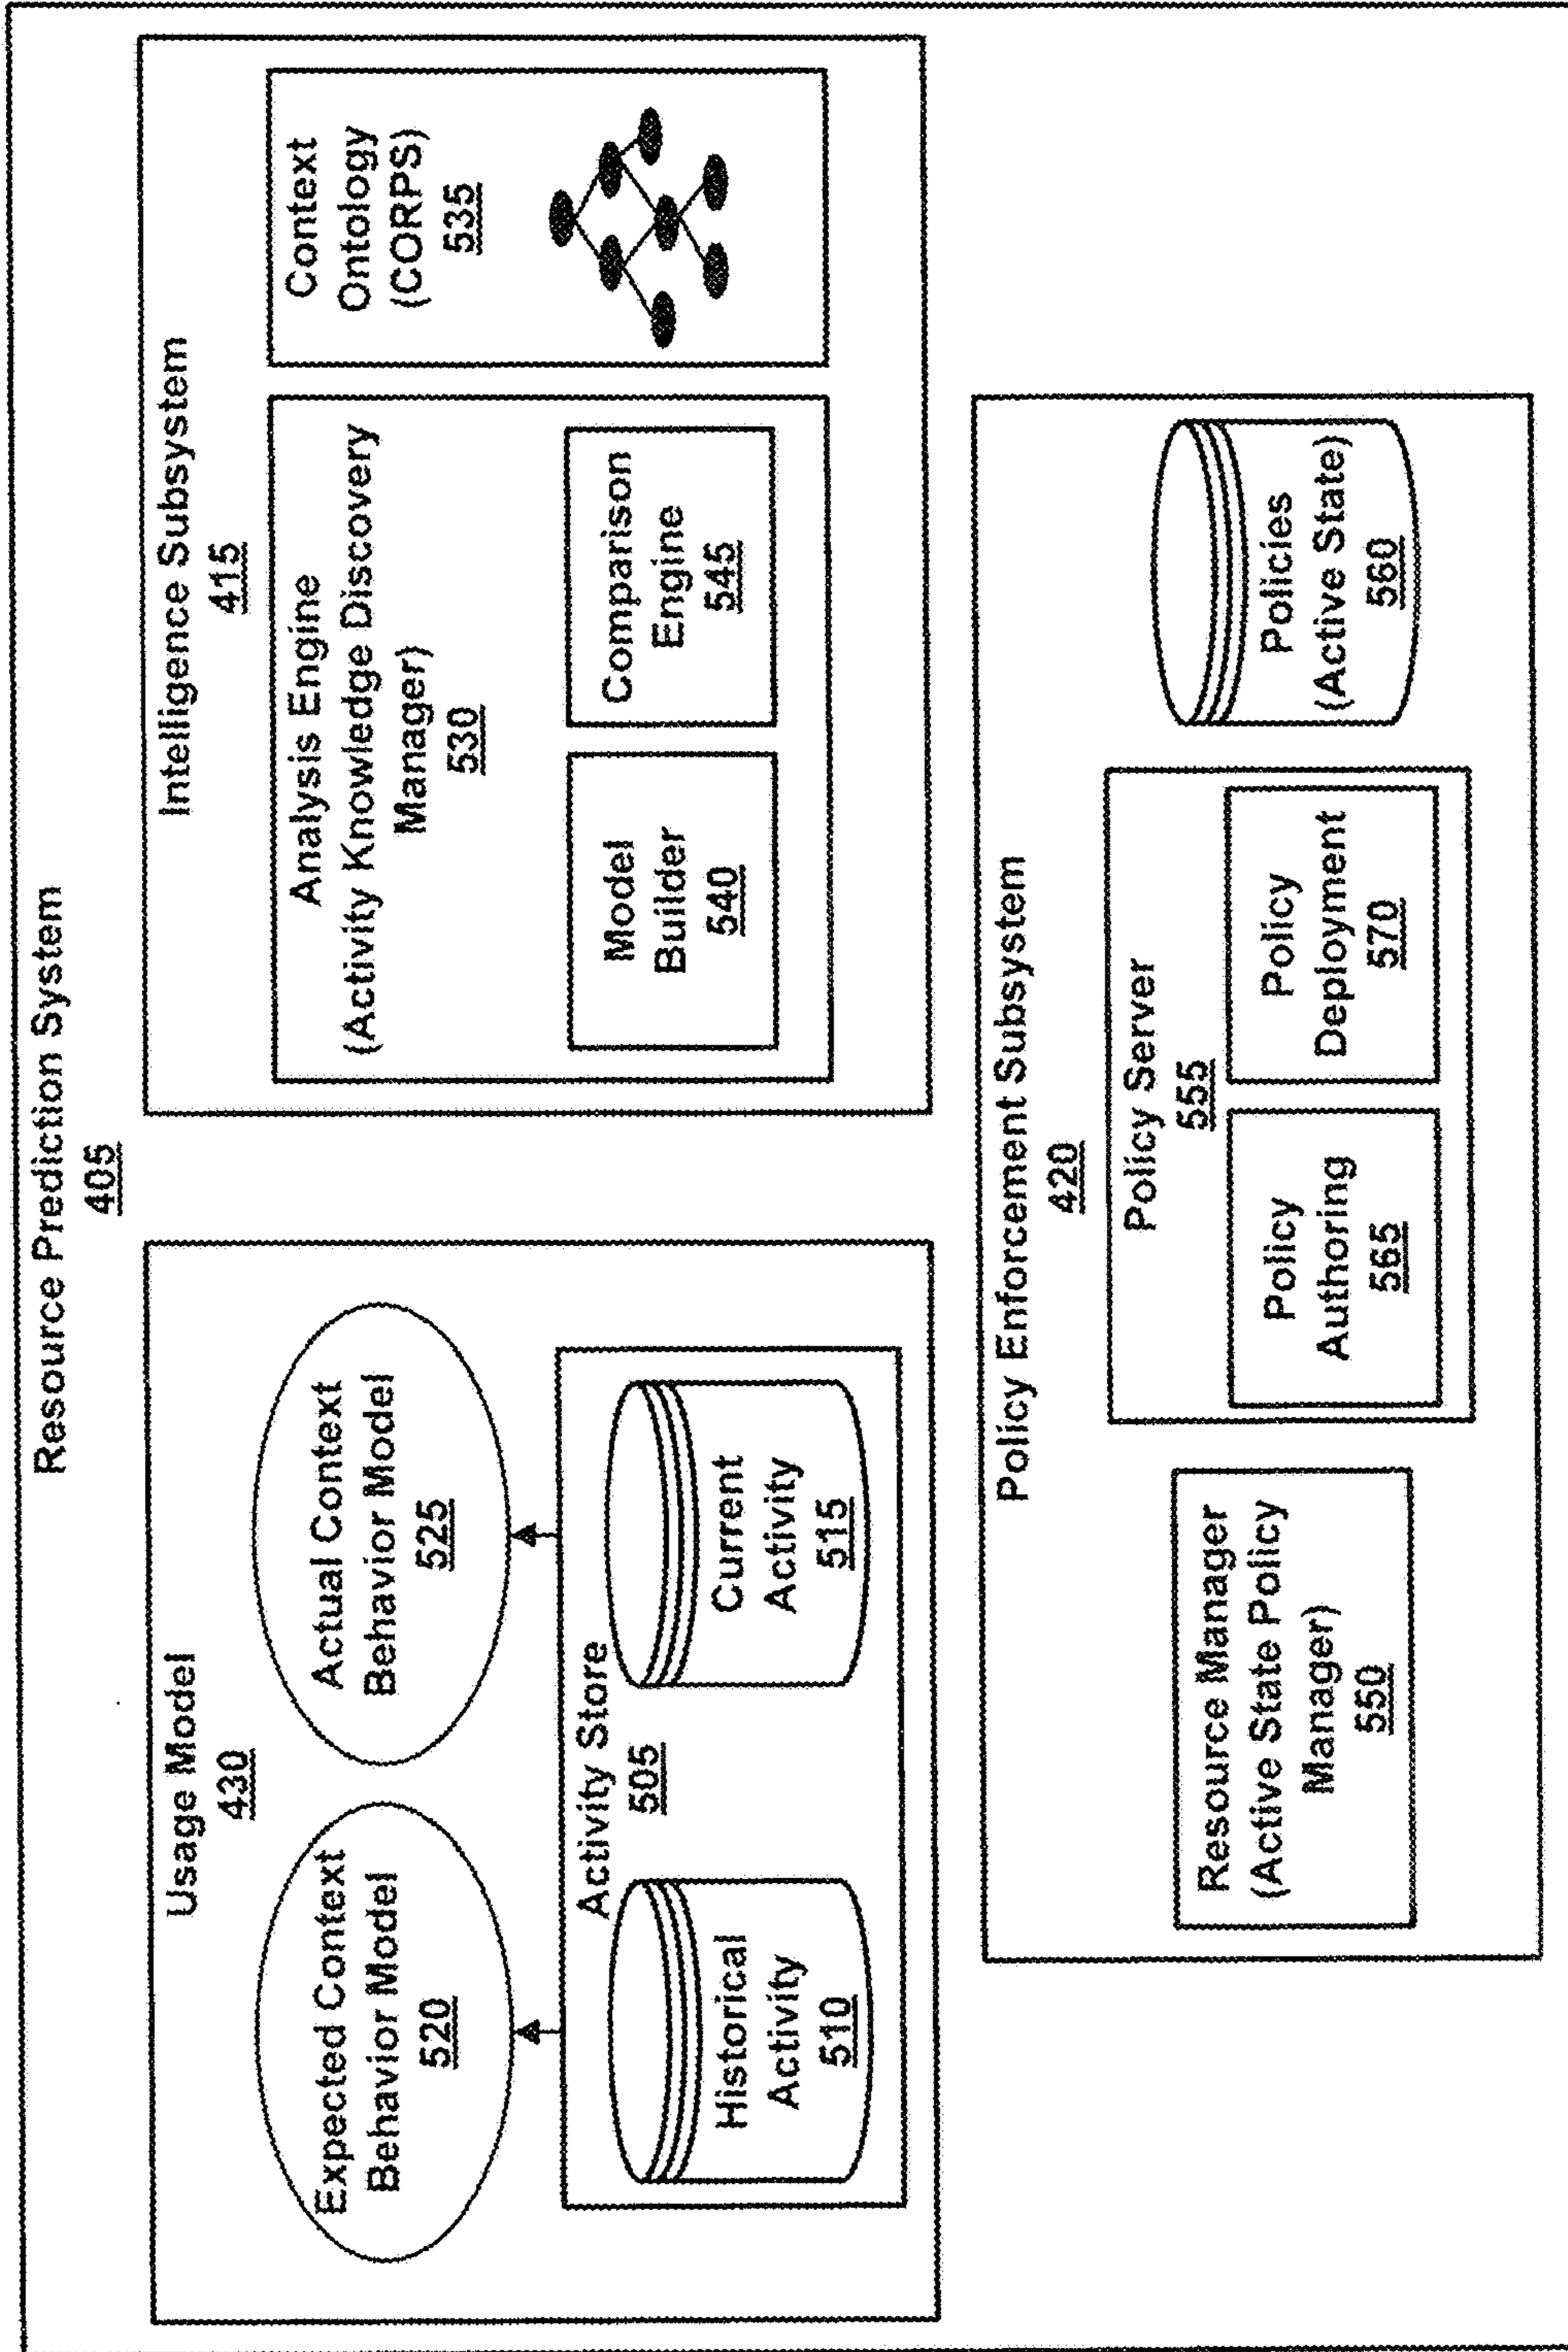 Resource Prediction System
405
Usage Model
430
Expected Context
Behavior Model
520
Actual Context
Behavior Model
525
Activity Store
505
Historical
Activity
510
Current
Activity
515
Intelligence Subsystem
415
Analysis Engine
(Activity Knowledge Discovery
Manager)
530
Model
Builder
540
Comparison
Engine
545
Context
Ontology
(CORPS)
535
Policy Enforcement Subsystem
420
Resource Manager
(Active State Policy
Manager)
550
Policy Server
555
Policy
Authoring
565
Policy
Deployment
570
Policies
(Active State)
560